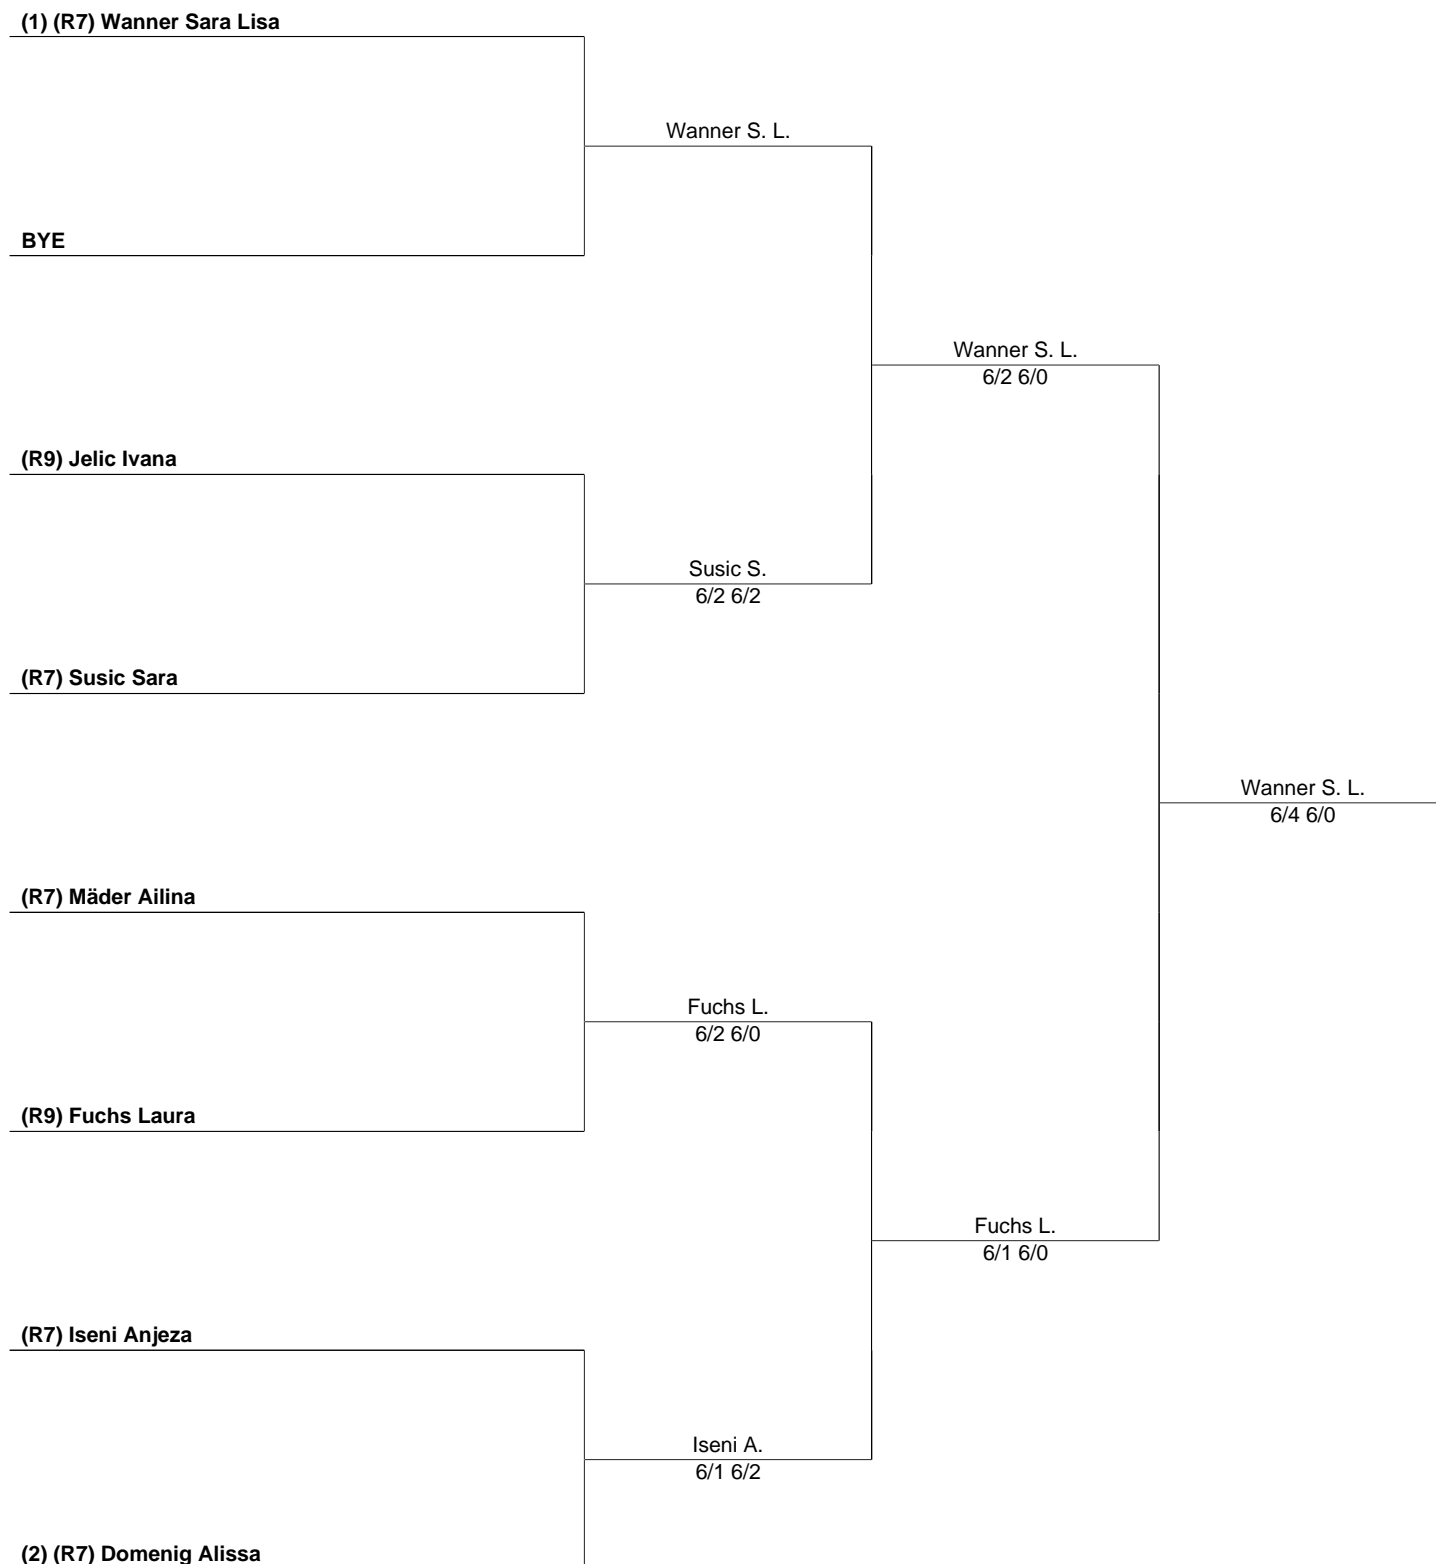 (1) (R7) Wanner Sara Lisa
Wanner S. L.
BYE
Wanner S. L.
6/2 6/0
(R9) Jelic Ivana
Susic S.
6/2 6/2
(R7) Susic Sara
Wanner S. L.
6/4 6/0
(R7) Mäder Ailina
Fuchs L.
6/2 6/0
(R9) Fuchs Laura
Fuchs L.
6/1 6/0
(R7) Iseni Anjeza
Iseni A.
6/1 6/2
(2) (R7) Domenig Alissa